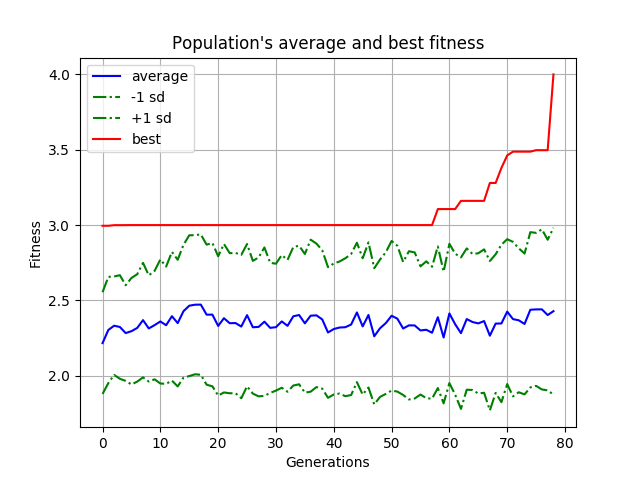 Population's average and best fitness
average
-1 sd
+1 sd
best
Fitness
4.0
3.5
3.0
2.5
2.0
0 10 20 30 40 50 60 70 80
Generations